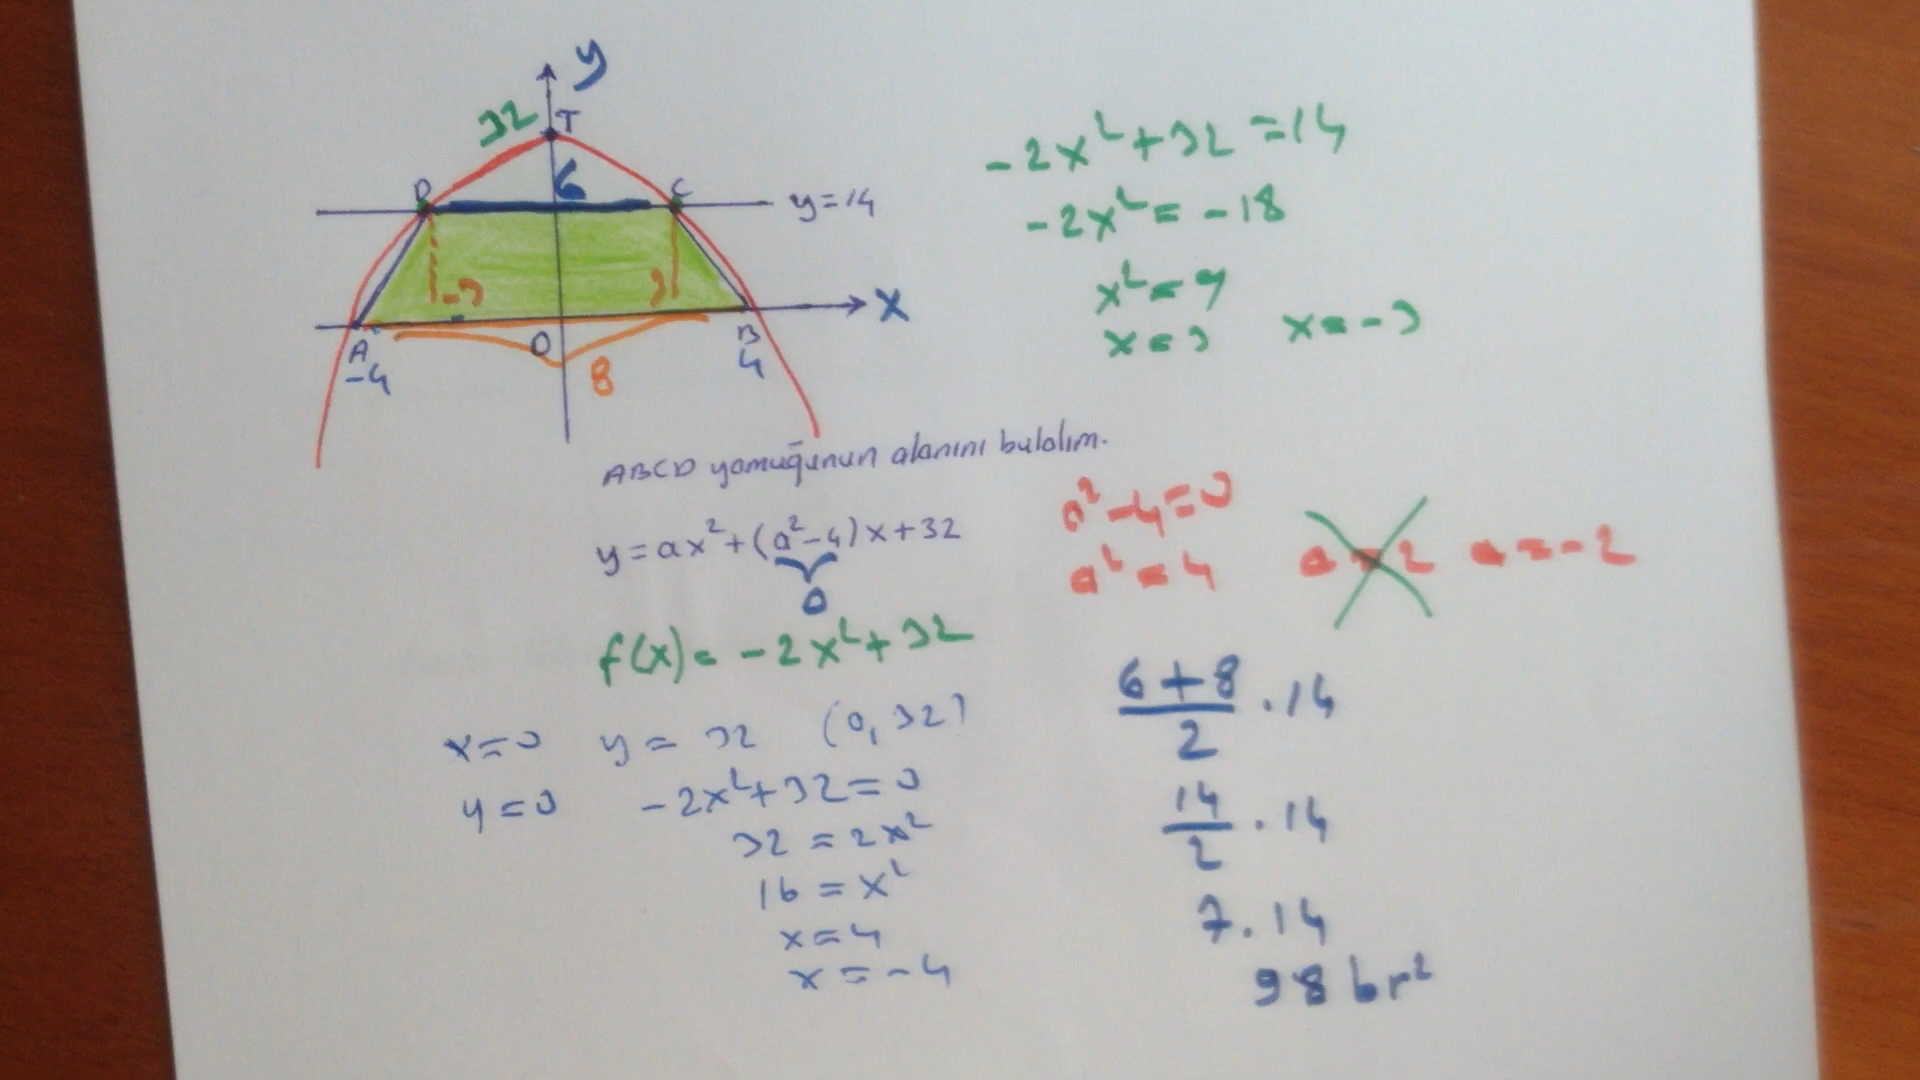 y
32 T
-2x²+32=14
D 6 C
y=14
-2x²=-18
-3 3
x²=9
x
x=3 x=-3
A O B
-4 8 4
ABCD yamuğunun alanını bulalım.
a²-4=0
y=ax²+(a²-4)x+32
a²=4 a=2 a=-2
0
f(x)=-2x²+32
6+8/2 .14
x=0 y=32 (0,32)
y=0 -2x²+32=0
14/2 .14
32=2x²
16=x²
7.14
x=4
x=-4
98 br²